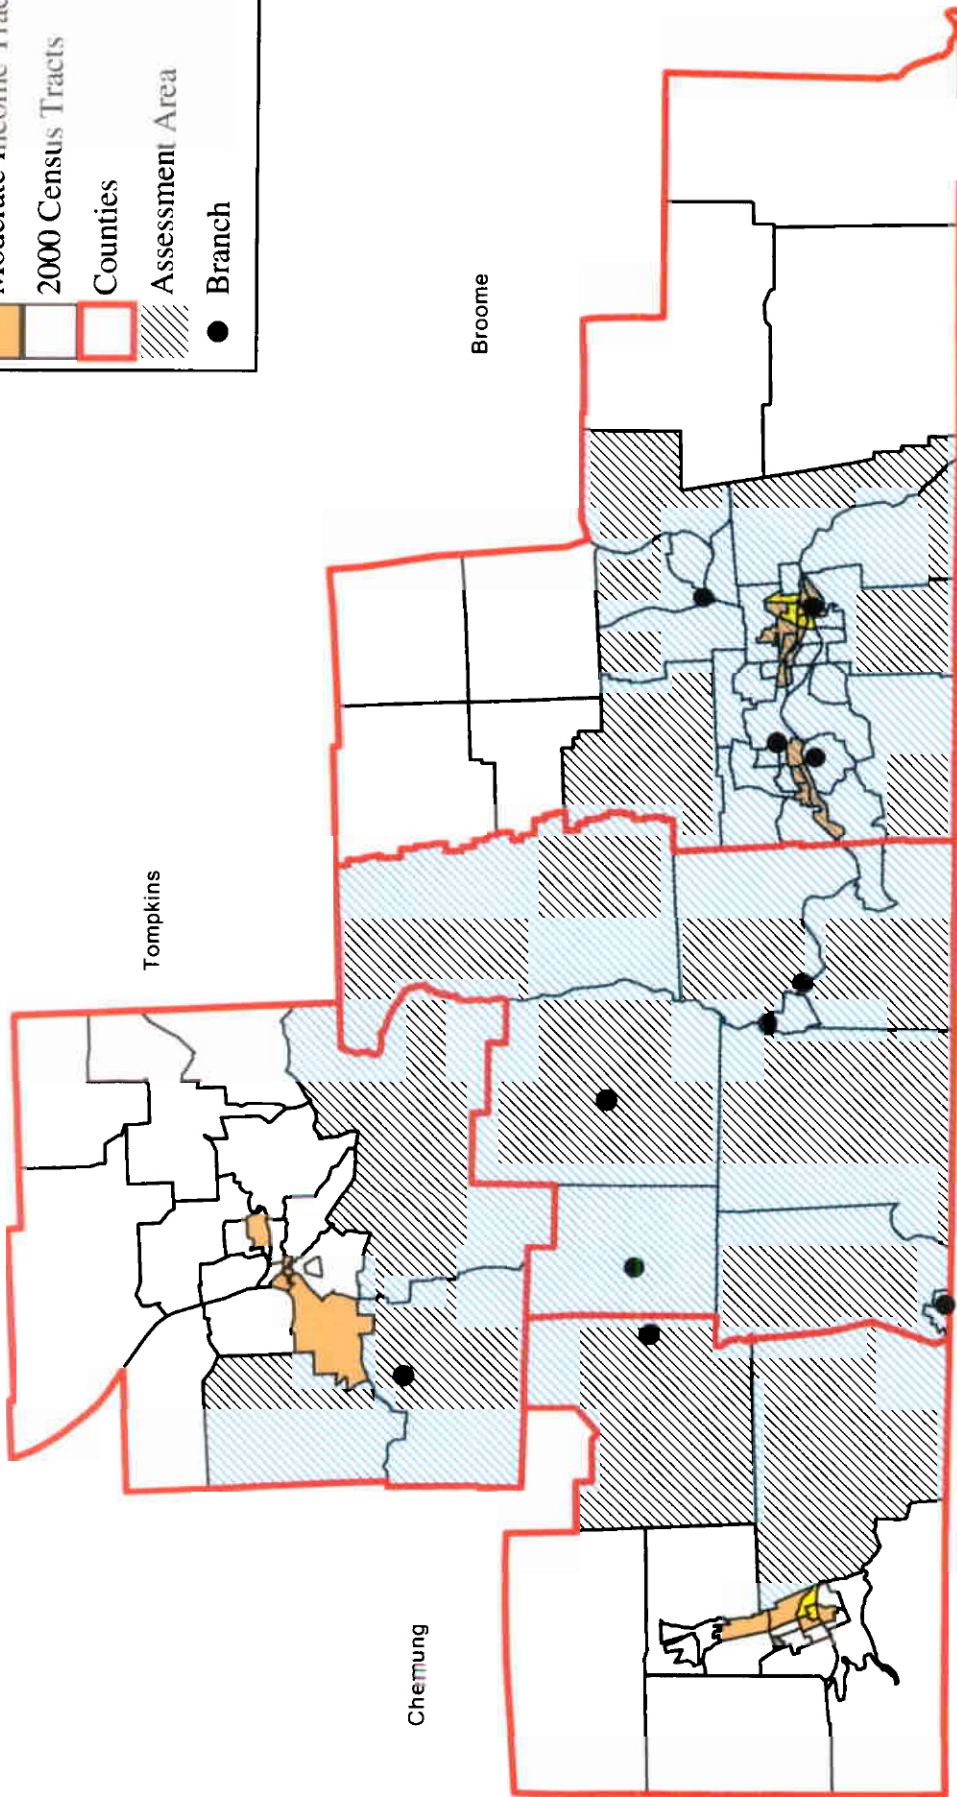 2000 Census Tracts
Counties
Assessment Area
Branch
Broome
Tompkins
Chemung